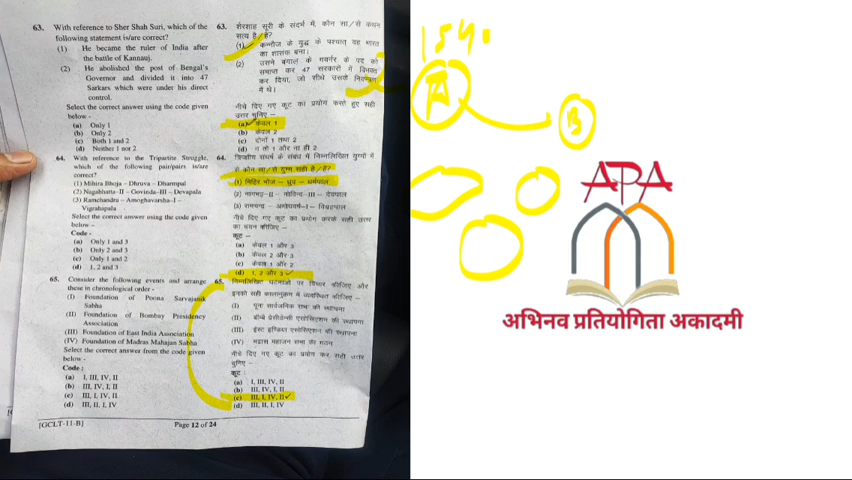 63. With reference to Sher Shah Suri, which of the
following statement is/are correct?
(1) He became the ruler of India after
the battle of Kannauj.
(2) He abolished the post of Bengal's
Governor and divided it into 47
Sarkars which were under his direct
control.
Select the correct answer using the code given
below -
(a) Only 1
(b) Only 2
(c) Both 1 and 2
(d) Neither 1 nor 2
64. With reference to the Tripartite Struggle,
which of the following pair/pairs is/are
correct?
(1) Mihira Bhoja - Dhruva - Dharmpal
(2) Nagabhatta-II - Govinda-III - Devapala
(3) Ramchandra - Amoghavarsha-I -
Vigrahapala
Select the correct answer using the code given
below -
Code -
(a) Only 1 and 3
(b) Only 2 and 3
(c) Only 1 and 2
(d) 1, 2 and 3
65. Consider the following events and arrange
these in chronological order -
(I) Foundation of Poona Sarvajanik
Sabha
(II) Foundation of Bombay Presidency
Association
(III) Foundation of East India Association
(IV) Foundation of Madras Mahajan Sabha
Select the correct answer from the code given
below -
Code :
(a) I, III, IV, II
(b) III, IV, I, II
(c) III, I, IV, II
(d) III, II, I, IV
63. शेरशाह सूरी के संदर्भ में, कौन सा/से कथन
सत्य है/हैं?
(1) कन्नौज के युद्ध के पश्चात् वह भारत
का शासक बना।
(2) उसने बंगाल के गवर्नर के पद को
समाप्त कर 47 सरकारों में विभक्त
कर दिया, जो सीधे उसके नियंत्रण
में थे।
नीचे दिए गए कूट का प्रयोग करते हुए सही
उत्तर चुनिए -
(a) केवल 1
(b) केवल 2
(c) दोनों 1 तथा 2
(d) न तो 1 और ना ही 2
64. त्रिपक्षीय संघर्ष के संबंध में निम्नलिखित युग्मों में
से कौन सा/से युग्म सही है/हैं?
(1) मिहिर भोज - ध्रुव - धर्मपाल
(2) नागभट्ट-II - गोविन्द-III - देवपाल
(3) रामचन्द्र - अमोघवर्ष-I - विग्रहपाल
नीचे दिए गए कूट का प्रयोग करके सही उत्तर
का चयन कीजिए -
कूट -
(a) केवल 1 और 3
(b) केवल 2 और 3
(c) केवल 1 और 2
(d) 1, 2 और 3
65. निम्नलिखित घटनाओं पर विचार कीजिए और
इनको सही कालानुक्रम में व्यवस्थित कीजिए -
(I) पूना सार्वजनिक सभा की स्थापना
(II) बॉम्बे प्रेसीडेन्सी एसोसिएशन की स्थापना
(III) ईस्ट इण्डिया एसोसिएशन की स्थापना
(IV) मद्रास महाजन सभा का गठन
नीचे दिए गए कूट का प्रयोग कर सही उत्तर
चुनिए -
कूट :
(a) I, III, IV, II
(b) III, IV, I, II
(c) III, I, IV, II
(d) III, II, I, IV
[GCLT-11-B]
Page 12 of 24
154
B
APA
अभिनव प्रतियोगिता अकादमी